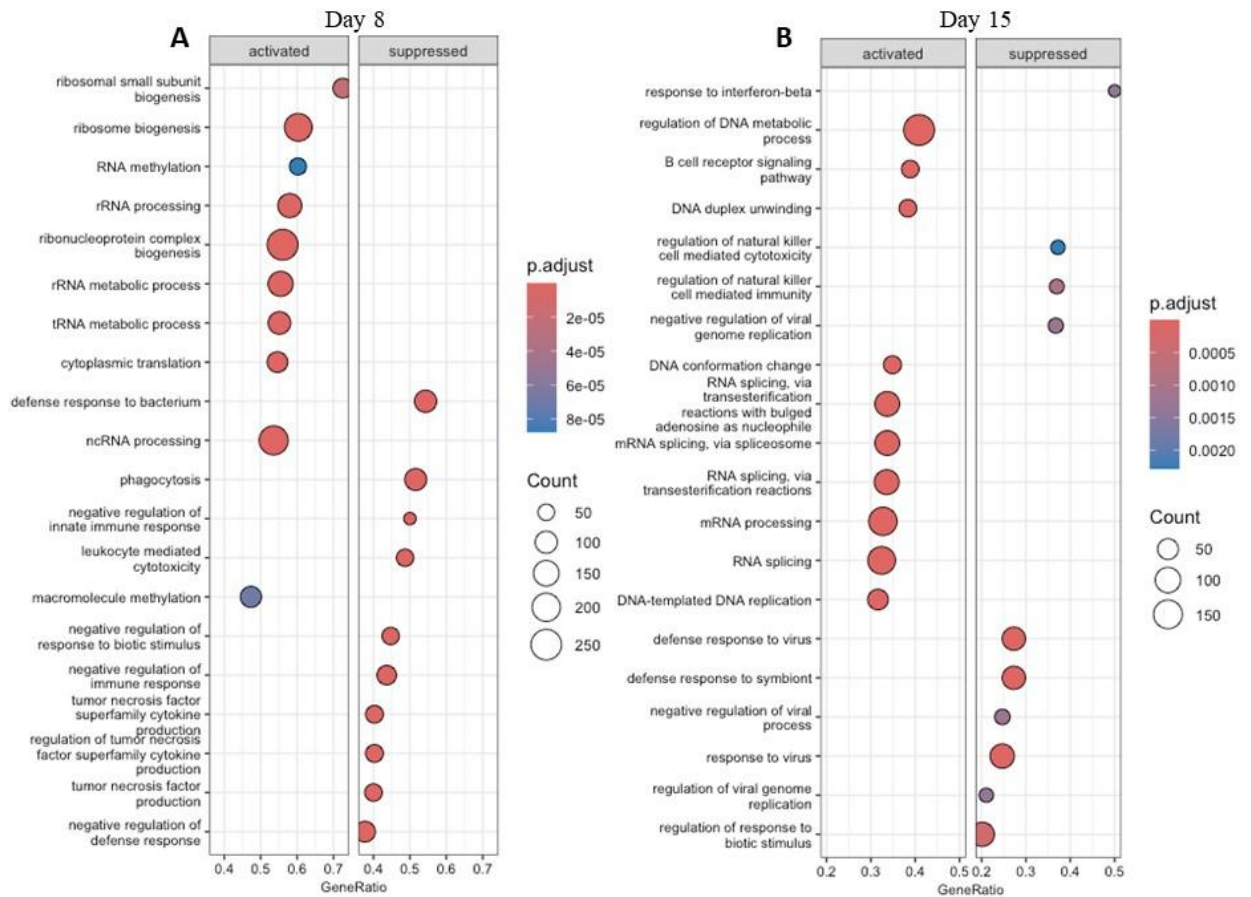 Day 8
A
activated
suppressed
ribosomal small subunit
biogenesis
ribosome biogenesis
RNA methylation
rRNA processing
ribonucleoprotein complex
biogenesis
rRNA metabolic process
tRNA metabolic process
cytoplasmic translation
defense response to bacterium
ncRNA processing
phagocytosis
negative regulation of
innate immune response
leukocyte mediated
cytotoxicity
macromolecule methylation
negative regulation of
response to biotic stimulus
negative regulation of
immune response
tumor necrosis factor
superfamily cytokine
production
regulation of tumor necrosis
factor superfamily cytokine
production
tumor necrosis factor
production
negative regulation of
defense response
0.4 0.5 0.6 0.7 0.4 0.5 0.6 0.7
GeneRatio
p.adjust
2e-05
4e-05
6e-05
8e-05
Count
50
100
150
200
250
Day 15
B
activated
suppressed
response to interferon-beta
regulation of DNA metabolic
process
B cell receptor signaling
pathway
DNA duplex unwinding
regulation of natural killer
cell mediated cytotoxicity
regulation of natural killer
cell mediated immunity
negative regulation of viral
genome replication
DNA conformation change
RNA splicing, via
transesterification
reactions with bulged
adenosine as nucleophile
mRNA splicing, via spliceosome
RNA splicing, via
transesterification reactions
mRNA processing
RNA splicing
DNA-templated DNA replication
defense response to virus
defense response to symbiont
negative regulation of viral
process
response to virus
regulation of viral genome
replication
regulation of response to
biotic stimulus
0.2 0.3 0.4 0.5 0.2 0.3 0.4 0.5
GeneRatio
p.adjust
0.0005
0.0010
0.0015
0.0020
Count
50
100
150